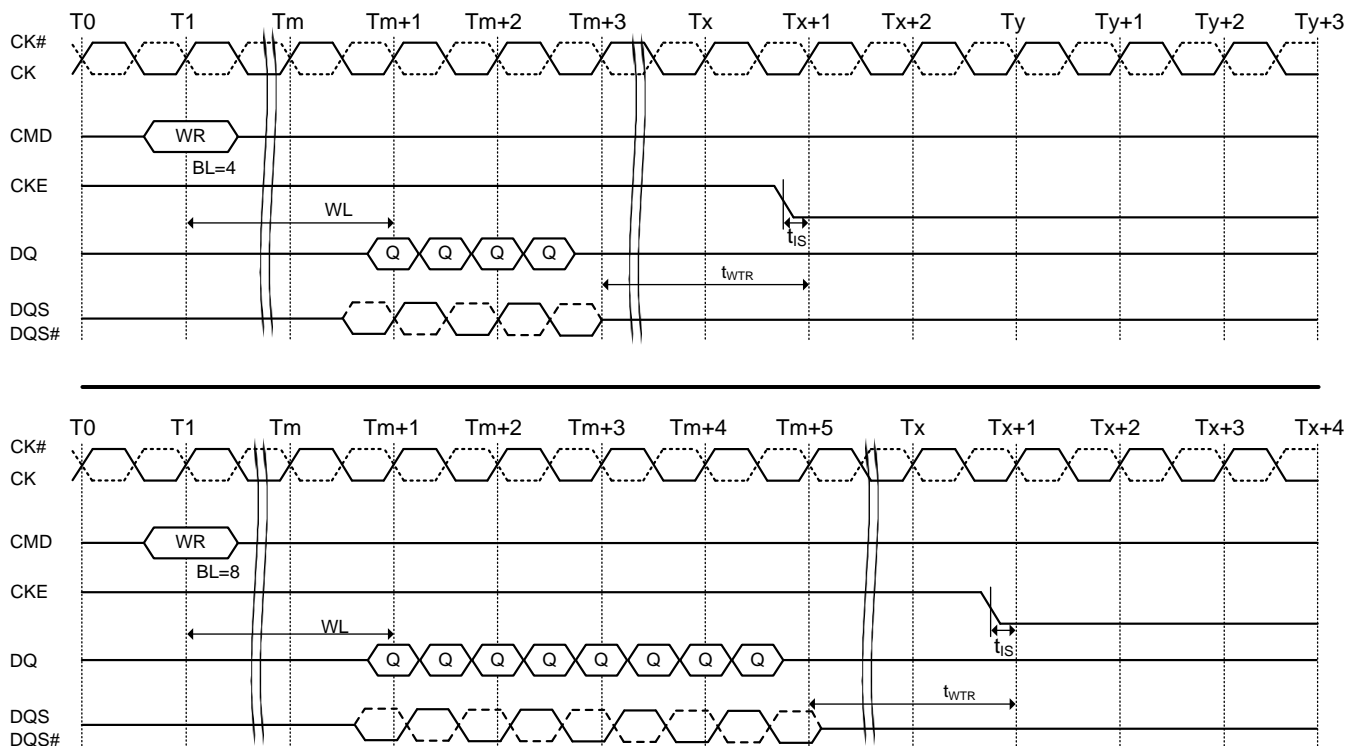 T0 T1 Tm Tm+1 Tm+2 Tm+3 Tx Tx+1 Tx+2 Ty Ty+1 Ty+2 Ty+3
CK#
CK
CMD WR
BL=4
CKE
WL
tIS
DQ Q Q Q Q
tWTR
DQS
DQS#
T0 T1 Tm Tm+1 Tm+2 Tm+3 Tm+4 Tm+5 Tx Tx+1 Tx+2 Tx+3 Tx+4
CK#
CK
CMD WR
BL=8
CKE
WL
tIS
DQ Q Q Q Q Q Q Q Q
tWTR
DQS
DQS#